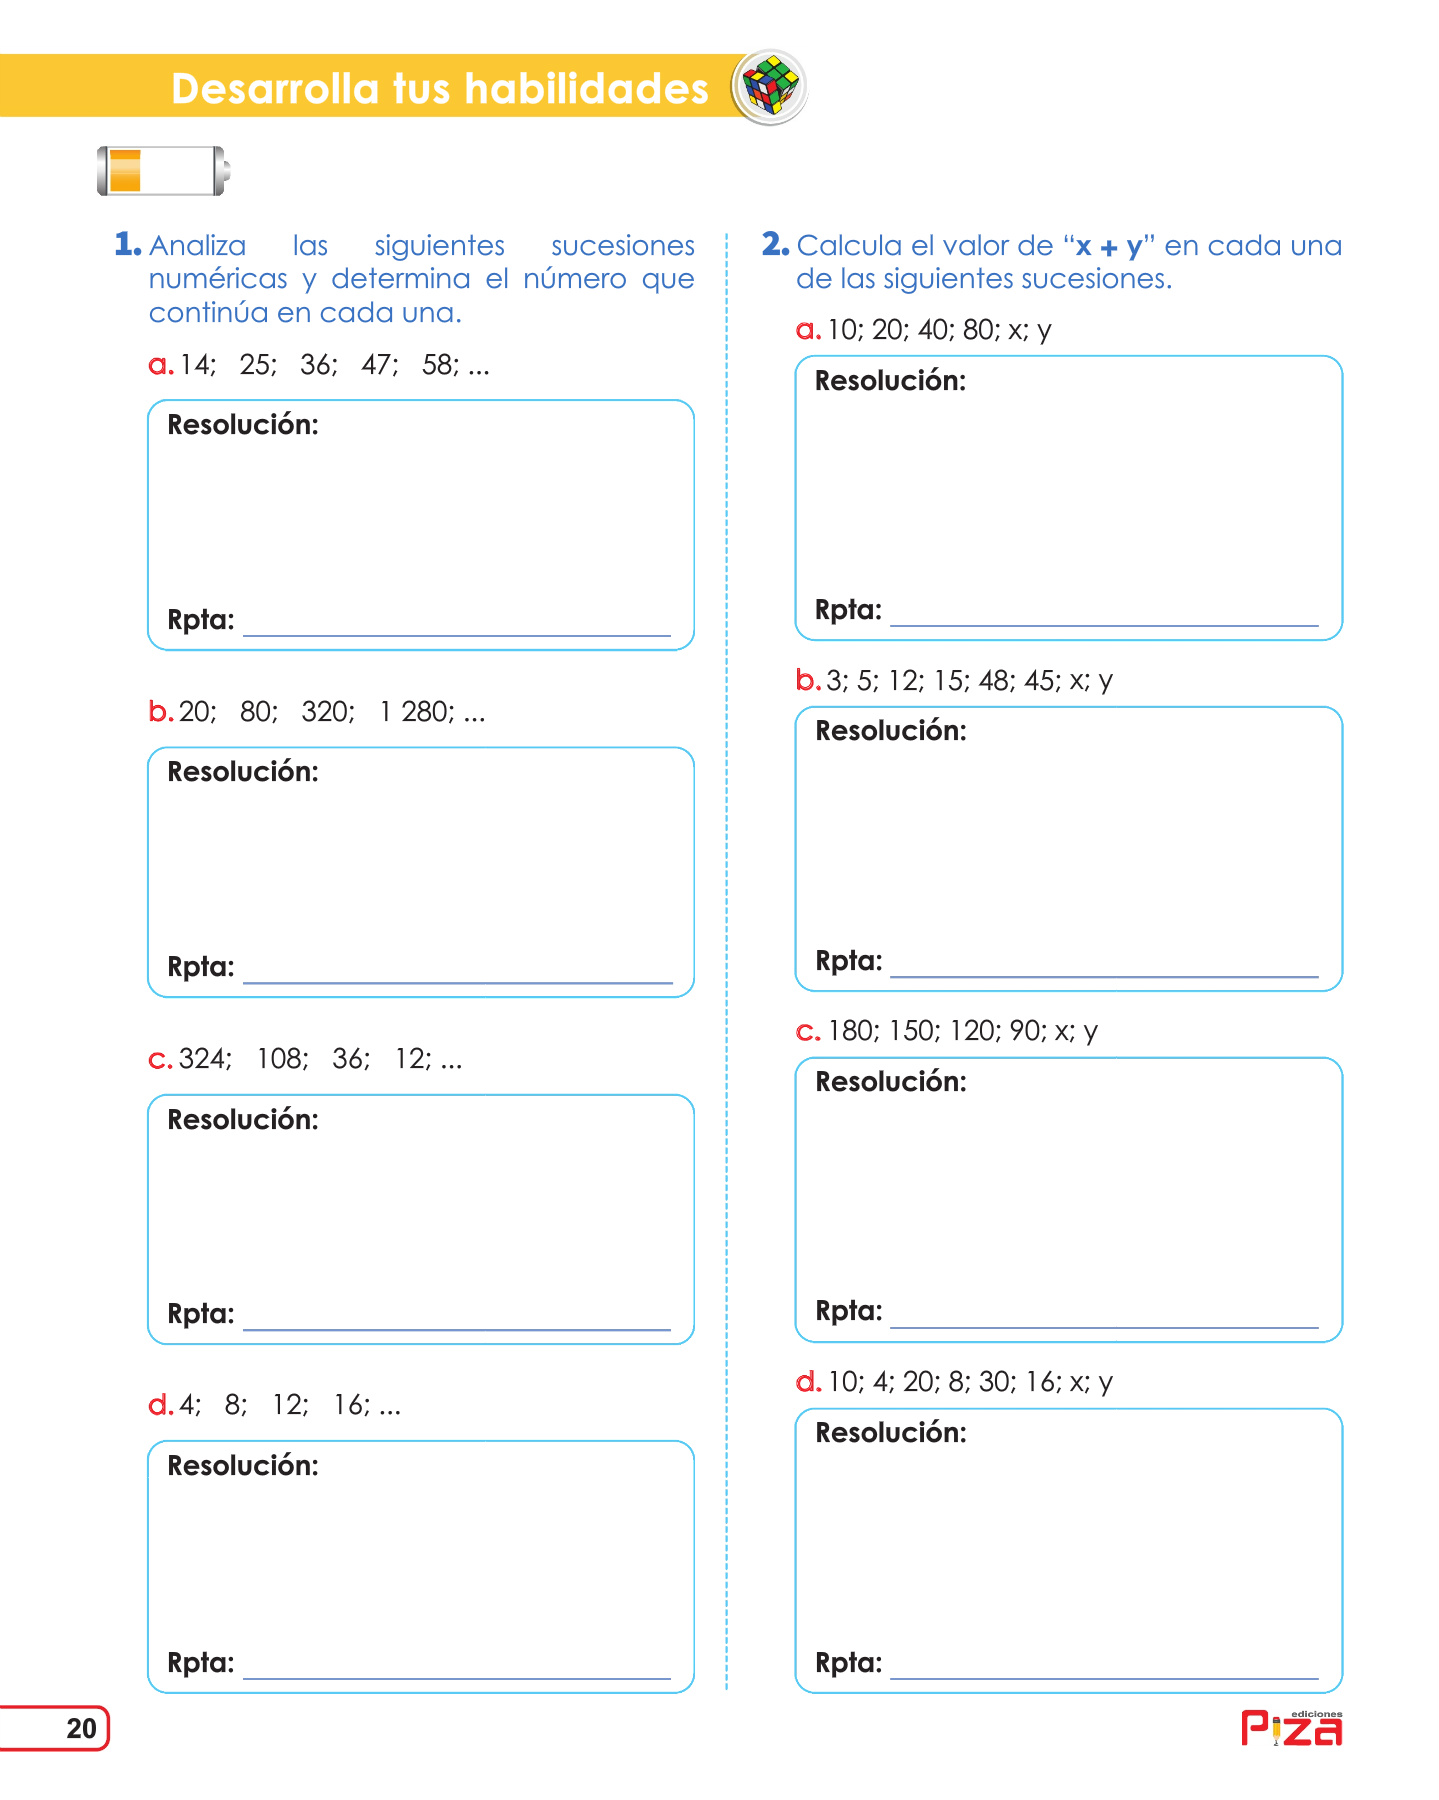 Desarrolla tus habilidades
1. Analiza las siguientes sucesiones
numéricas y determina el número que
continúa en cada una.
a. 14; 25; 36; 47; 58; ...
Resolución:
Rpta:
b. 20; 80; 320; 1 280; ...
Resolución:
Rpta:
c. 324; 108; 36; 12; ...
Resolución:
Rpta:
d. 4; 8; 12; 16; ...
Resolución:
Rpta:
2. Calcula el valor de “x + y” en cada una
de las siguientes sucesiones.
a. 10; 20; 40; 80; x; y
Resolución:
Rpta:
b. 3; 5; 12; 15; 48; 45; x; y
Resolución:
Rpta:
c. 180; 150; 120; 90; x; y
Resolución:
Rpta:
d. 10; 4; 20; 8; 30; 16; x; y
Resolución:
Rpta:
20
ediciones
Piza